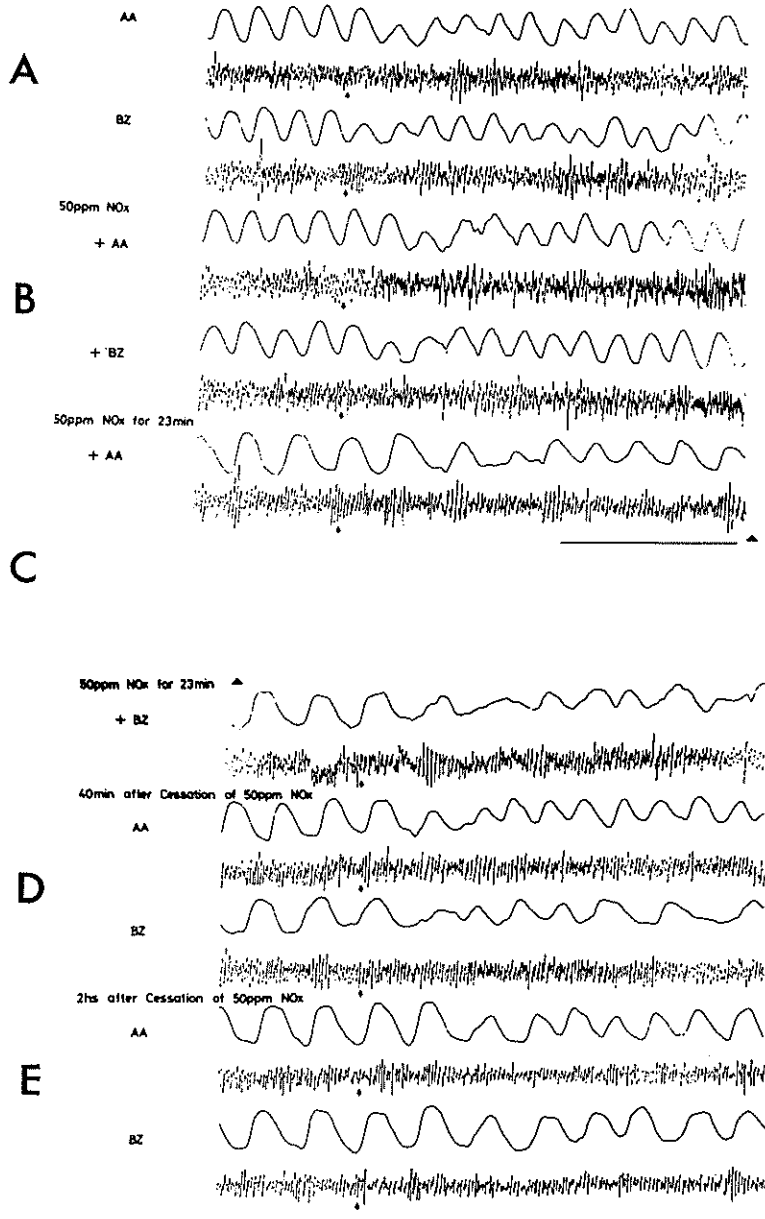 AA
A
BZ
50ppm NOx
+ AA
B
+ BZ
50ppm NOx for 23min
+ AA
C
50ppm NOx for 23min
+ BZ
40min after Cessation of 50ppm NOx
AA
D
BZ
2hs after Cessation of 50ppm NOx
AA
E
BZ